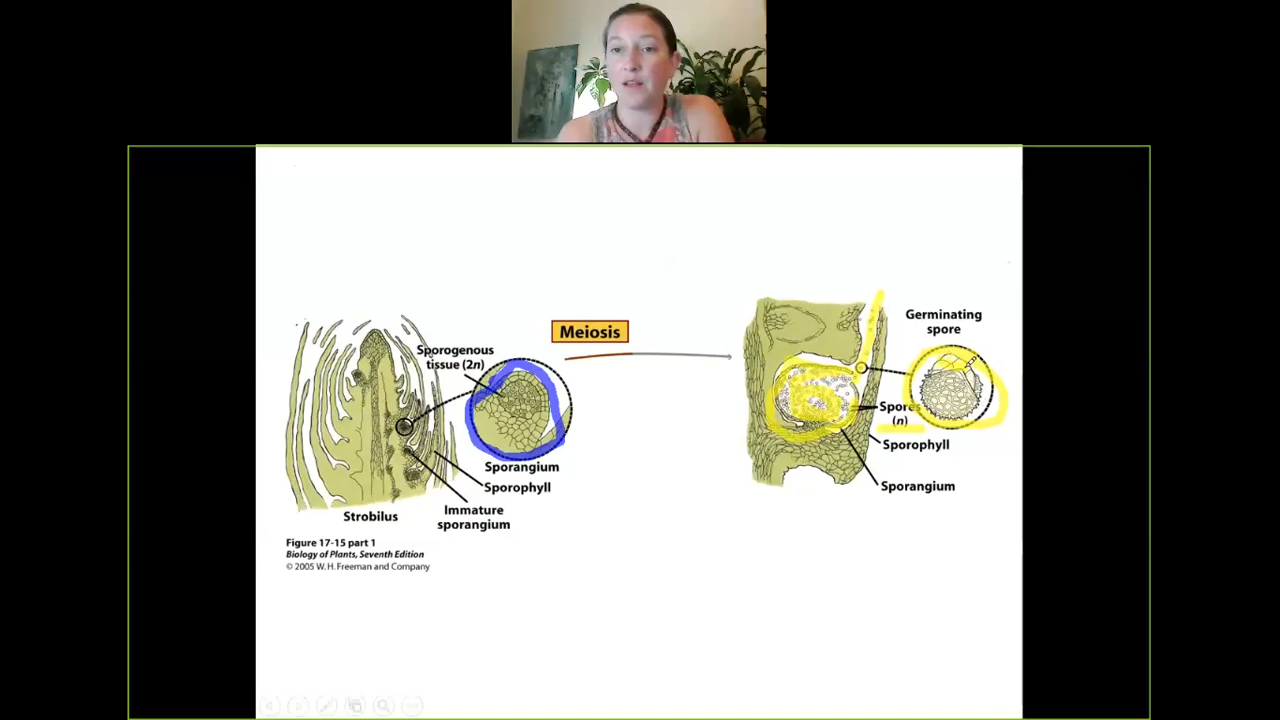 Meiosis
Sporogenous
tissue (2n)
Sporangium
Sporophyll
Immature
sporangium
Strobilus
Germinating
spore
Spores
(n)
Sporophyll
Sporangium
Figure 17-15 part 1
Biology of Plants, Seventh Edition
© 2005 W. H. Freeman and Company